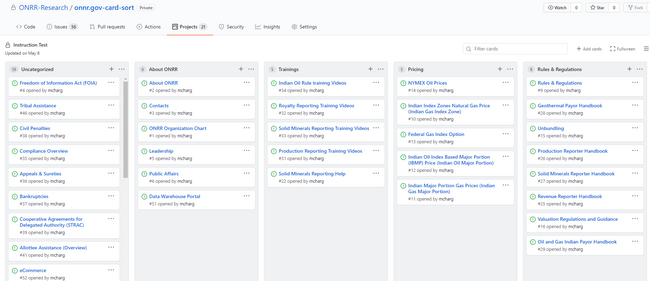 ONRR-Research / onrr.gov-card-sort Private
Watch 0 Star 0 Fork
Code Issues 56 Pull requests Actions Projects 21 Security Insights Settings
Instruction Test
Updated on May 8
Filter cards
Add cards Fullscreen
Uncategorized
Freedom of Information Act (FOIA)
opened by mcharg
Tribal Assistance
#46 opened by mcharg
Civil Penalties
opened by mcharg
Compliance Overview
opened by mcharg
Appeals & Sureties
opened by mcharg
Bankruptcies
#37 opened by mcharg
Cooperative Agreements for
Delegated Authority (STRAC)
#39 opened by mcharg
Allottee Assistance (Overview)
#41 opened by mcharg
eCommerce
#52 opened by mcharg
6 About ONRR
About ONRR
#2 opened by mcharg
Contacts
#3 opened by mcharg
ONRR Organization Chart
#1 opened by mcharg
Leadership
#5 opened by mcharg
Public Affairs
#6 opened by mcharg
Data Warehouse Portal
#51 opened by mcharg
5 Trainings
Indian Oil Rule training Videos
#34 opened by mcharg
Royalty Reporting Training Videos
#32 opened by mcharg
Solid Minerals Reporting Training Videos
#33 opened by mcharg
Production Reporting Training Videos
#31 opened by mcharg
Solid Minerals Reporting Help
#22 opened by mcharg
5 Pricing
NYMEX Oil Prices
#14 opened by mcharg
Indian Index Zones Natural Gas Price
(Indian Gas Index Zone)
#10 opened by mcharg
Federal Gas Index Option
#13 opened by mcharg
Indian Oil Index Based Major Portion
(IBMP) Price (Indian Oil Major Portion)
#12 opened by mcharg
Indian Major Portion Gas Prices (Indian
Gas Major Portion)
#11 opened by mcharg
8 Rules & Regulations
Rules & Regulations
#9 opened by mcharg
Geothermal Payor Handbook
#28 opened by mcharg
Unbundling
#15 opened by mcharg
Production Reporter Handbook
#26 opened by mcharg
Solid Minerals Reporter Handbook
#27 opened by mcharg
Revenue Reporter Handbook
#25 opened by mcharg
Valuation Regulations and Guidance
#16 opened by mcharg
Oil and Gas Indian Payor Handbook
#29 opened by mcharg